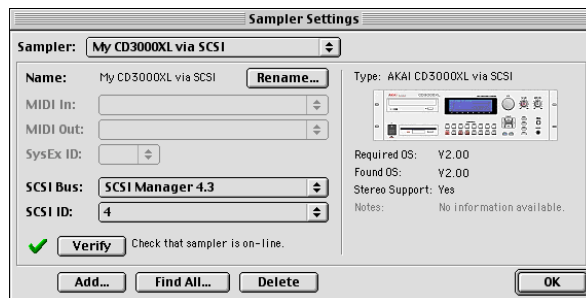 Sampler Settings
Sampler: My CD3000XL via SCSI
Name: My CD3000XL via SCSI Rename...
MIDI In:
MIDI Out:
SysEx ID:
SCSI Bus: SCSI Manager 4.3
SCSI ID: 4
Verify Check that sampler is on-line.
Type: AKAI CD3000XL via SCSI
Required OS: V2.00
Found OS: V2.00
Stereo Support: Yes
Notes: No information available.
Add... Find All... Delete OK